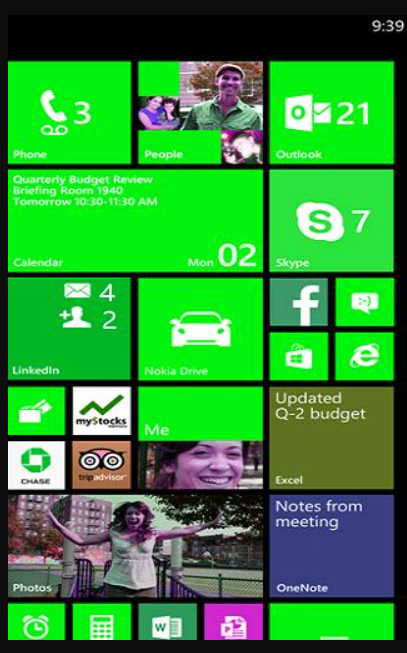 9:39
3
Phone
People
21
Outlook
Quarterly Budget Review
Briefing Room 1940
Tomorrow 10:30-11:30 AM
Calendar
Mon 02
7
Skype
4
2
LinkedIn
Nokia Drive
Updated
Q-2 budget
Excel
my$tocks
Me
CHASE
tripadvisor
Notes from
meeting
Photos
OneNote